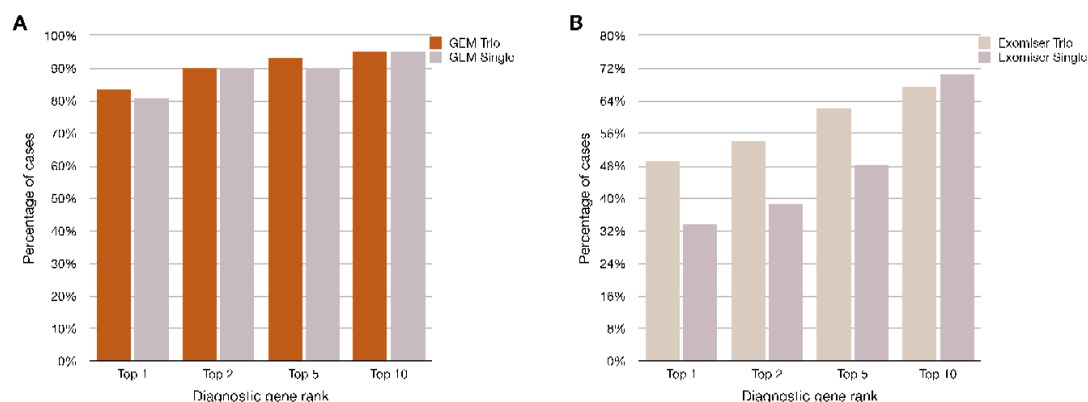 A
100%
90%
80%
70%
60%
50%
40%
30%
20%
10%
0%
Percentage of cases
Top 1 Top 2 Top 5 Top 10
Diagnostic gene rank
GEM Trio
GEM Single
B
80%
72%
64%
56%
48%
40%
32%
24%
16%
8%
0%
Percentage of cases
Top 1 Top 2 Top 5 Top 10
Diagnostic gene rank
Exomiser Trio
Exomiser Single